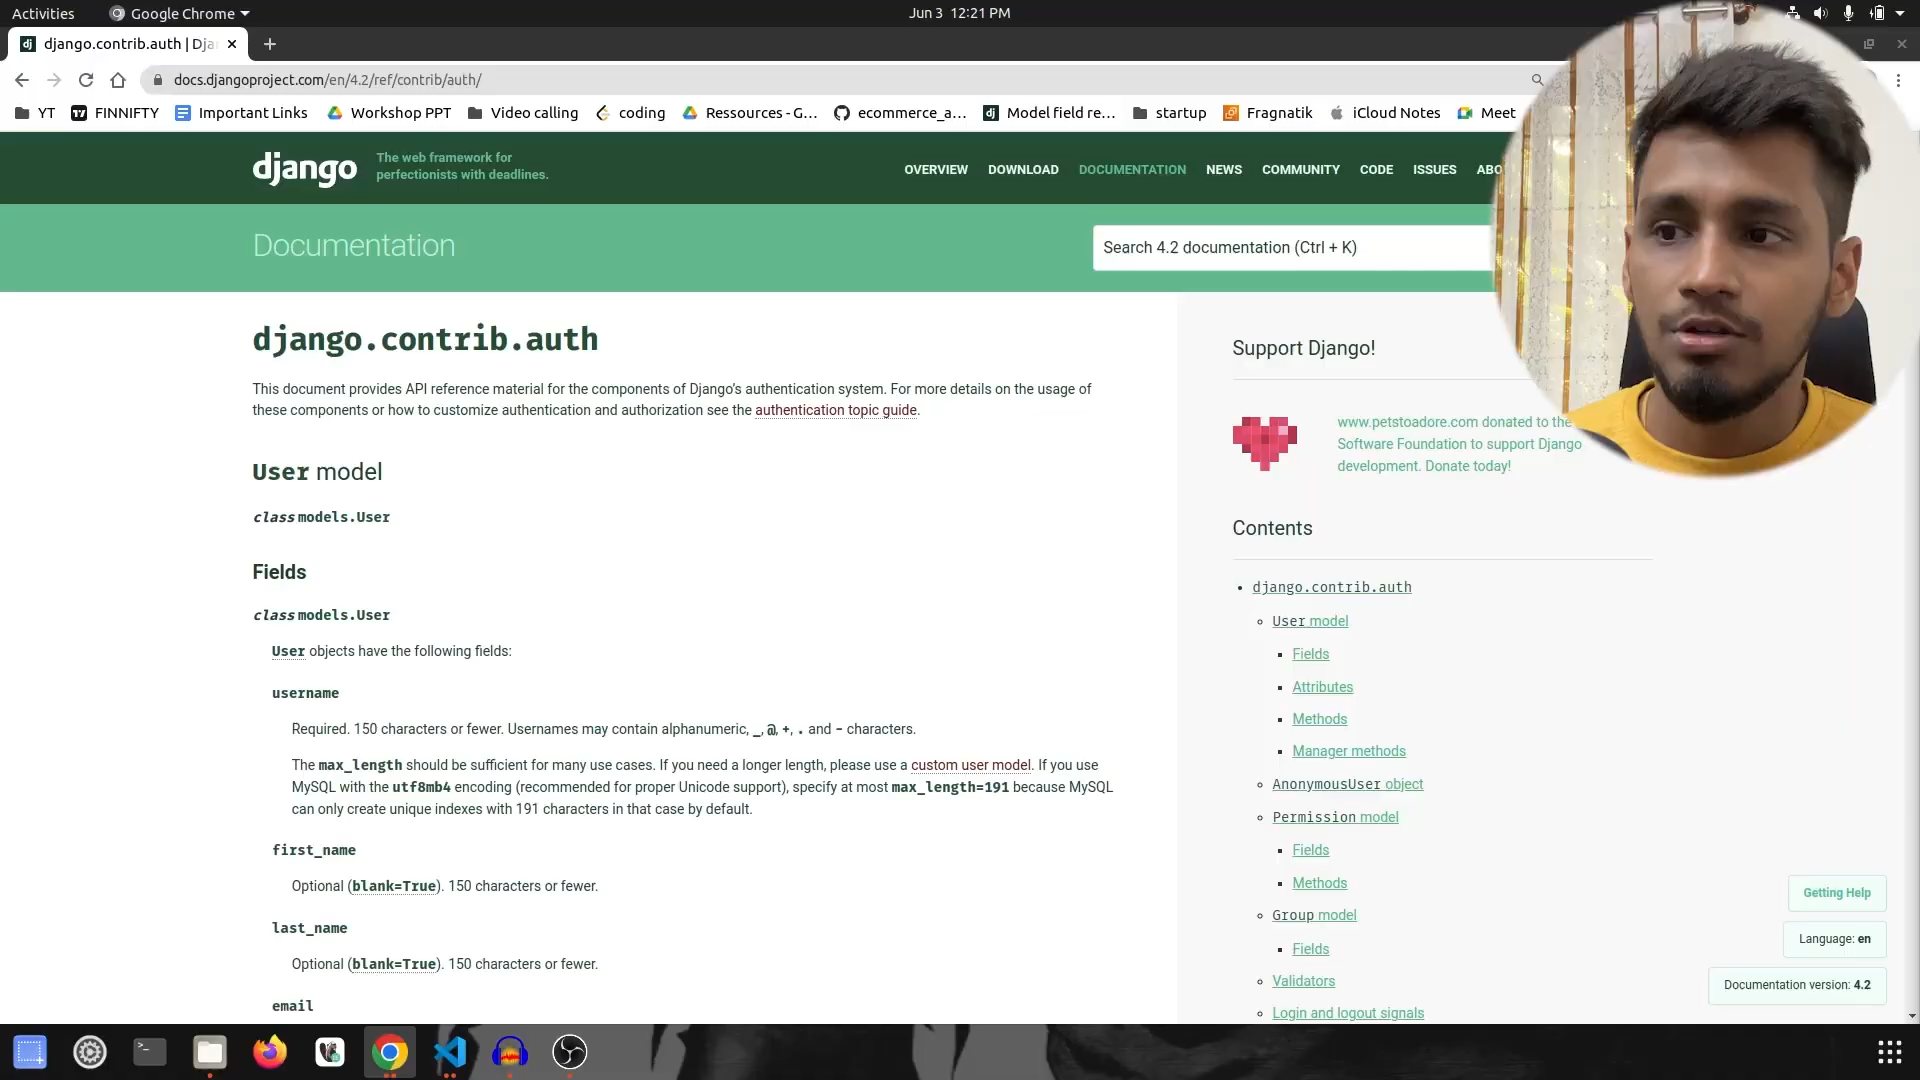 Activities
Google Chrome
Jun 3 12:21 PM
django.contrib.auth | Dja
docs.djangoproject.com/en/4.2/ref/contrib/auth/
YT
FINNIFTY
Important Links
Workshop PPT
Video calling
coding
Ressources - G...
ecommerce_a...
Model field re...
startup
Fragnatik
iCloud Notes
Meet
django
The web framework for
perfectionists with deadlines.
OVERVIEW
DOWNLOAD
DOCUMENTATION
NEWS
COMMUNITY
CODE
ISSUES
ABO
Documentation
Search 4.2 documentation (Ctrl + K)
django.contrib.auth
This document provides API reference material for the components of Django’s authentication system. For more details on the usage of
these components or how to customize authentication and authorization see the authentication topic guide.
User model
class models.User
Fields
class models.User
User objects have the following fields:
username
Required. 150 characters or fewer. Usernames may contain alphanumeric, _, @, +, . and - characters.
The max_length should be sufficient for many use cases. If you need a longer length, please use a custom user model. If you use
MySQL with the utf8mb4 encoding (recommended for proper Unicode support), specify at most max_length=191 because MySQL
can only create unique indexes with 191 characters in that case by default.
first_name
Optional (blank=True). 150 characters or fewer.
last_name
Optional (blank=True). 150 characters or fewer.
email
Support Django!
www.petstoadore.com donated to the
Software Foundation to support Django
development. Donate today!
Contents
django.contrib.auth
User model
Fields
Attributes
Methods
Manager methods
AnonymousUser object
Permission model
Fields
Methods
Group model
Fields
Validators
Login and logout signals
Getting Help
Language: en
Documentation version: 4.2